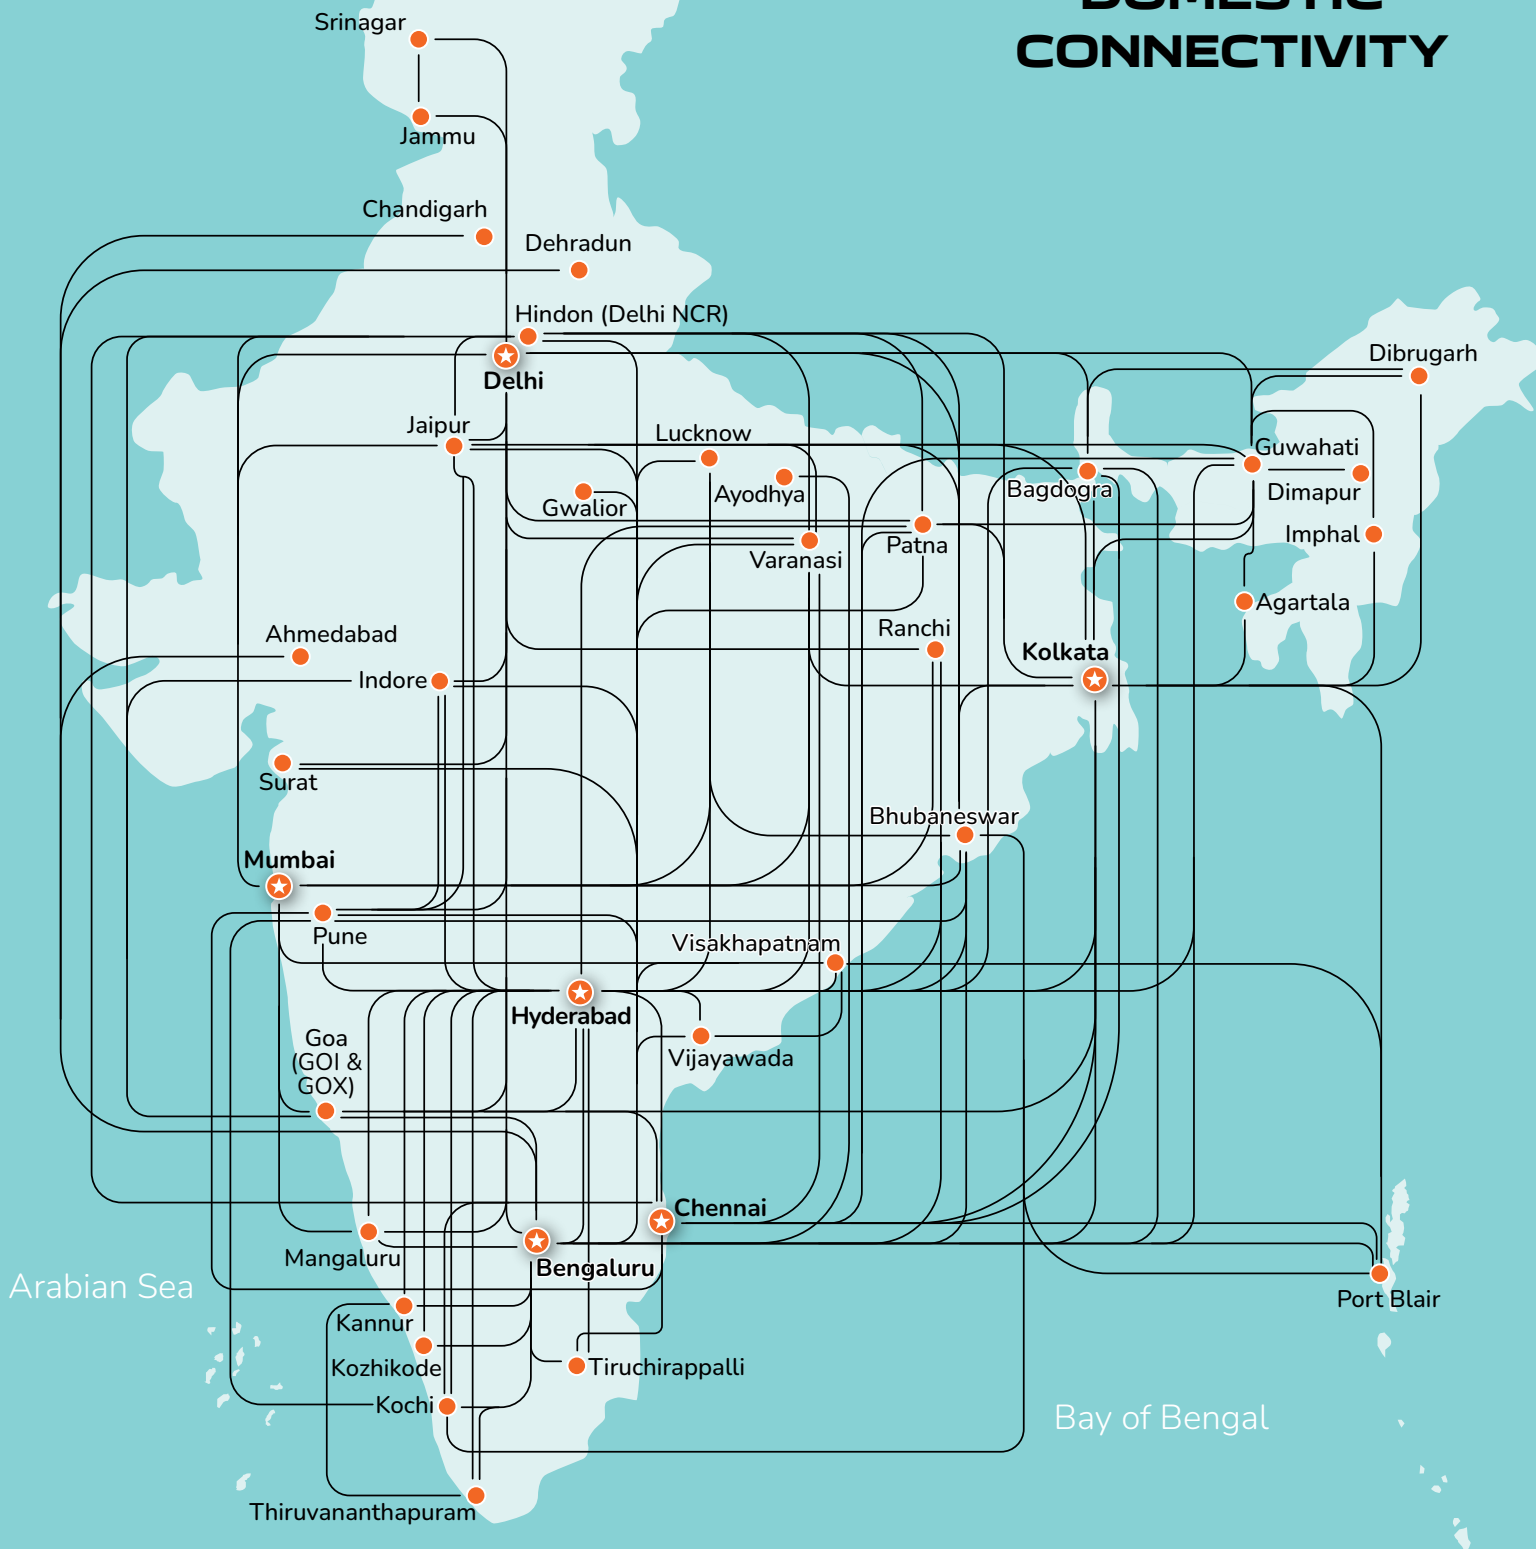 DOMESTIC
CONNECTIVITY
Srinagar
Jammu
Chandigarh
Dehradun
Hindon (Delhi NCR)
Delhi
Dibrugarh
Jaipur
Lucknow
Guwahati
Ayodhya
Bagdogra
Dimapur
Gwalior
Patna
Imphal
Varanasi
Agartala
Ahmedabad
Ranchi
Kolkata
Indore
Surat
Bhubaneswar
Mumbai
Pune
Visakhapatnam
Hyderabad
Goa
(GOI &
GOX)
Vijayawada
Chennai
Mangaluru
Bengaluru
Arabian Sea
Port Blair
Kannur
Kozhikode
Tiruchirappalli
Kochi
Bay of Bengal
Thiruvananthapuram